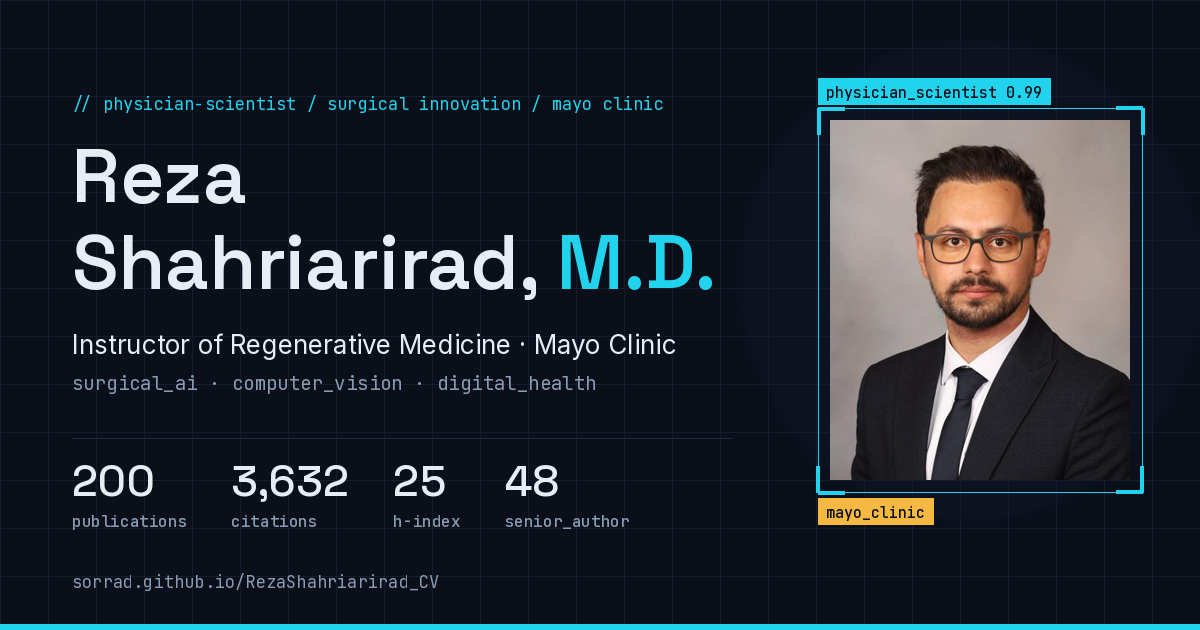 // physician-scientist / surgical innovation / mayo clinic
Reza
Shahriarirad, M.D.
Instructor of Regenerative Medicine · Mayo Clinic
surgical_ai · computer_vision · digital_health
200 3,632 25 48
publications citations h-index senior_author
sorrad.github.io/RezaShahriarirad_CV
physician_scientist 0.99
mayo_clinic